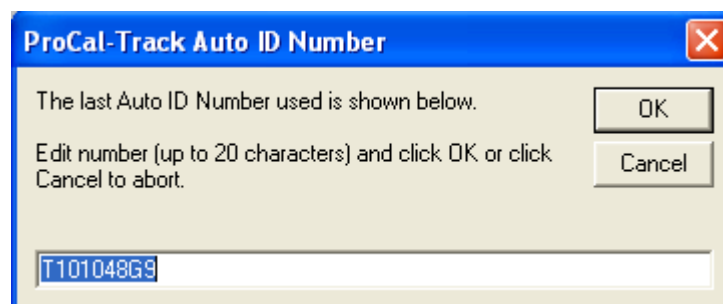 ProCal-Track Auto ID Number
The last Auto ID Number used is shown below.
OK
Edit number (up to 20 characters) and click OK or click
Cancel to abort.
Cancel
T101048G9